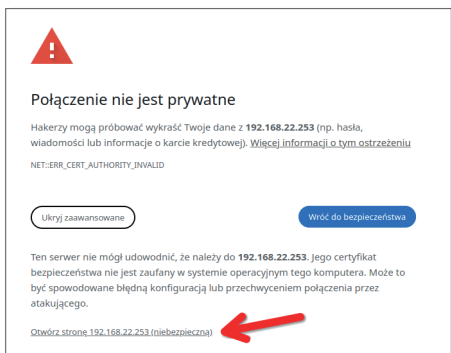 Połączenie nie jest prywatne
Hakerzy mogą próbować wykraść Twoje dane z 192.168.22.253 (np. hasła,
wiadomości lub informacje o karcie kredytowej). Więcej informacji o tym ostrzeżeniu
NET::ERR_CERT_AUTHORITY_INVALID
Ukryj zaawansowane
Wróć do bezpieczeństwa
Ten serwer nie mógł udowodnić, że należy do 192.168.22.253. Jego certyfikat
bezpieczeństwa nie jest zaufany w systemie operacyjnym tego komputera. Może to
być spowodowane błędną konfiguracją lub przechwyceniem połączenia przez
atakującego.
Otwórz stronę 192.168.22.253 (niebezpieczną)